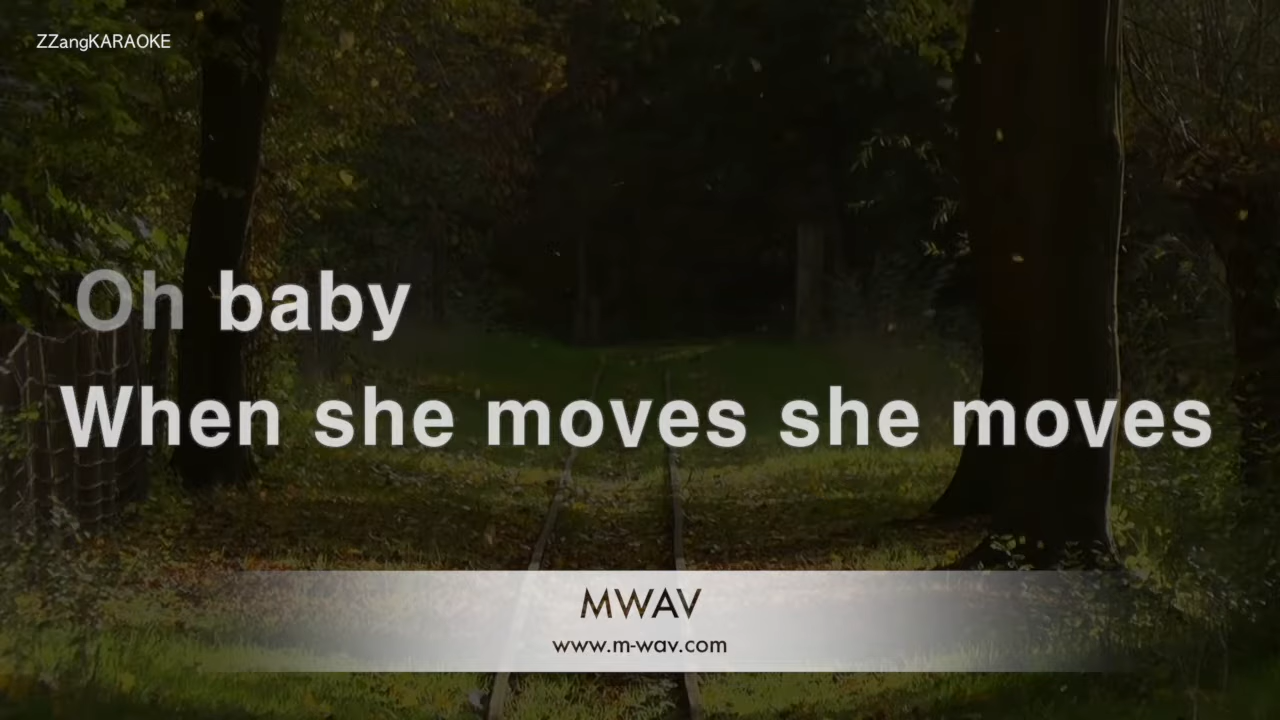 ZZangKARAOKE
Oh baby
When she moves she moves
MWAV
www.m-wav.com